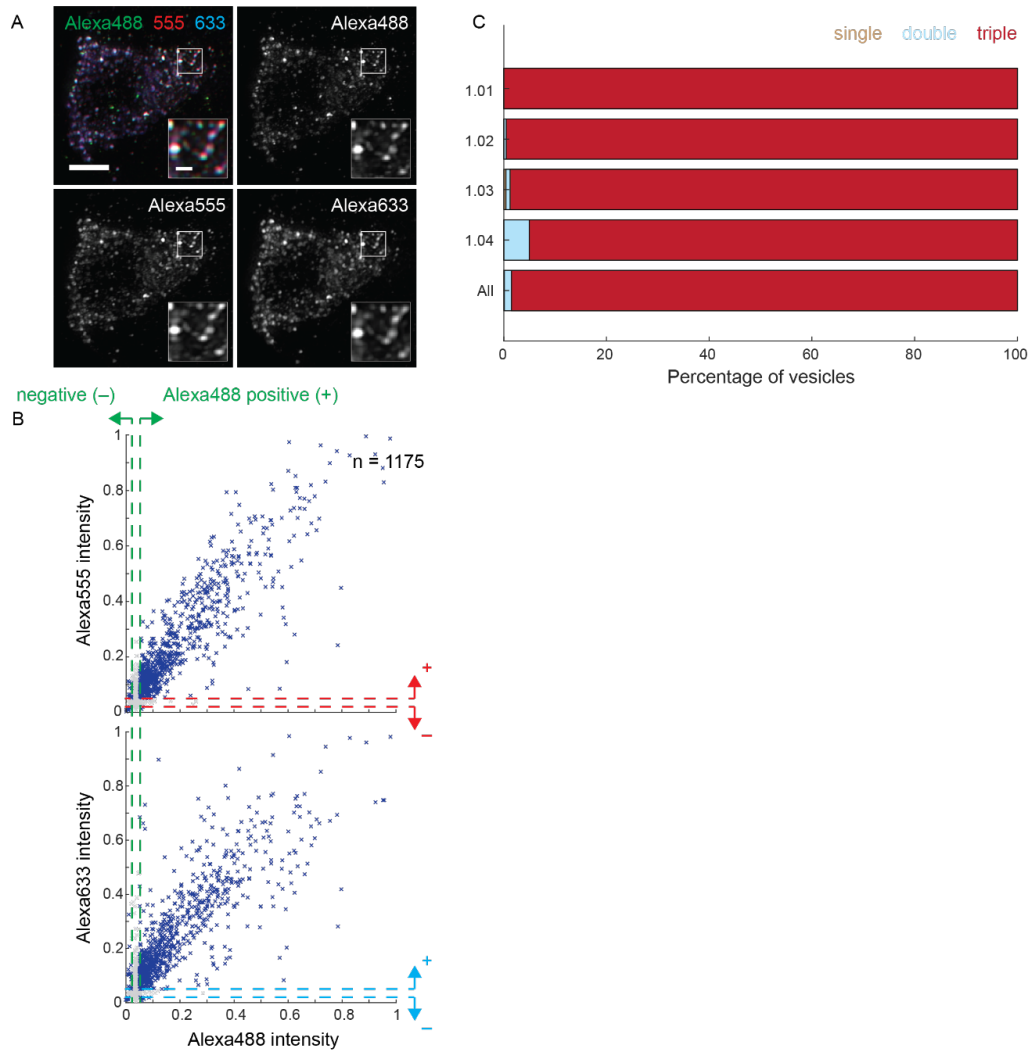 A
Alexa488 555 633
Alexa488
Alexa555
Alexa633
C
single double triple
1.01
1.02
1.03
1.04
All
0 20 40 60 80 100
Percentage of vesicles
negative (–) Alexa488 positive (+)
B
n = 1175
1
0.8
0.6
0.4
0.2
0
Alexa555 intensity
+
–
1
0.8
0.6
0.4
0.2
0
Alexa633 intensity
+
–
0 0.2 0.4 0.6 0.8 1
Alexa488 intensity